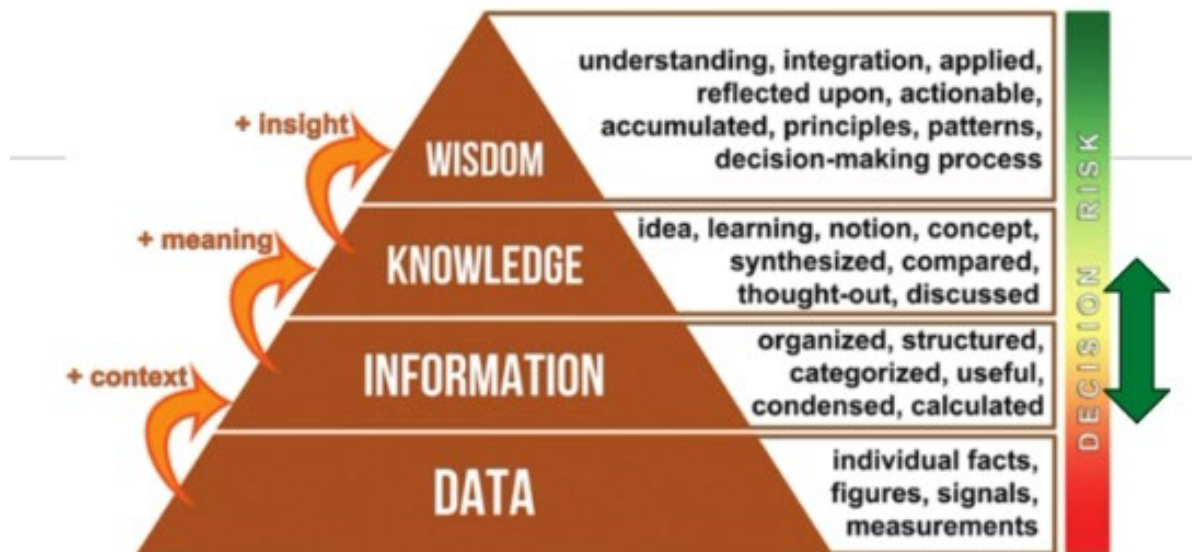 understanding, integration, applied,
reflected upon, actionable,
accumulated, principles, patterns,
decision-making process
+ insight
WISDOM
idea, learning, notion, concept,
synthesized, compared,
thought-out, discussed
+ meaning
KNOWLEDGE
organized, structured,
categorized, useful,
condensed, calculated
+ context
INFORMATION
individual facts,
figures, signals,
measurements
DATA
DECISION RISK